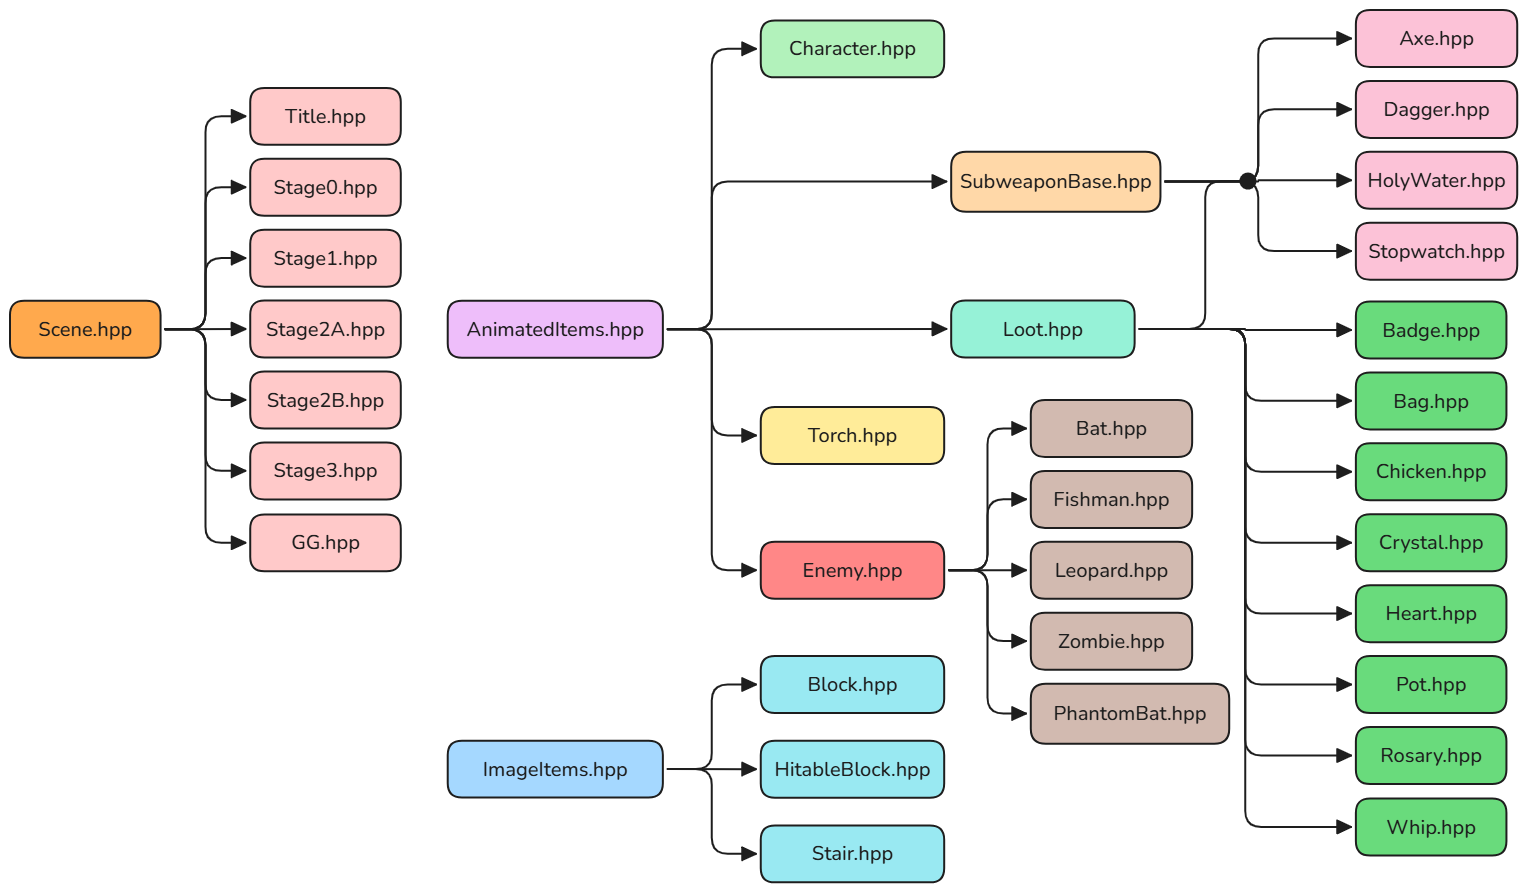 Scene.hpp
Title.hpp
Stage0.hpp
Stage1.hpp
Stage2A.hpp
Stage2B.hpp
Stage3.hpp
GG.hpp
AnimatedItems.hpp
Character.hpp
SubweaponBase.hpp
Loot.hpp
Torch.hpp
Enemy.hpp
Axe.hpp
Dagger.hpp
HolyWater.hpp
Stopwatch.hpp
Badge.hpp
Bag.hpp
Chicken.hpp
Crystal.hpp
Heart.hpp
Pot.hpp
Rosary.hpp
Whip.hpp
Bat.hpp
Fishman.hpp
Leopard.hpp
Zombie.hpp
PhantomBat.hpp
ImageItems.hpp
Block.hpp
HitableBlock.hpp
Stair.hpp